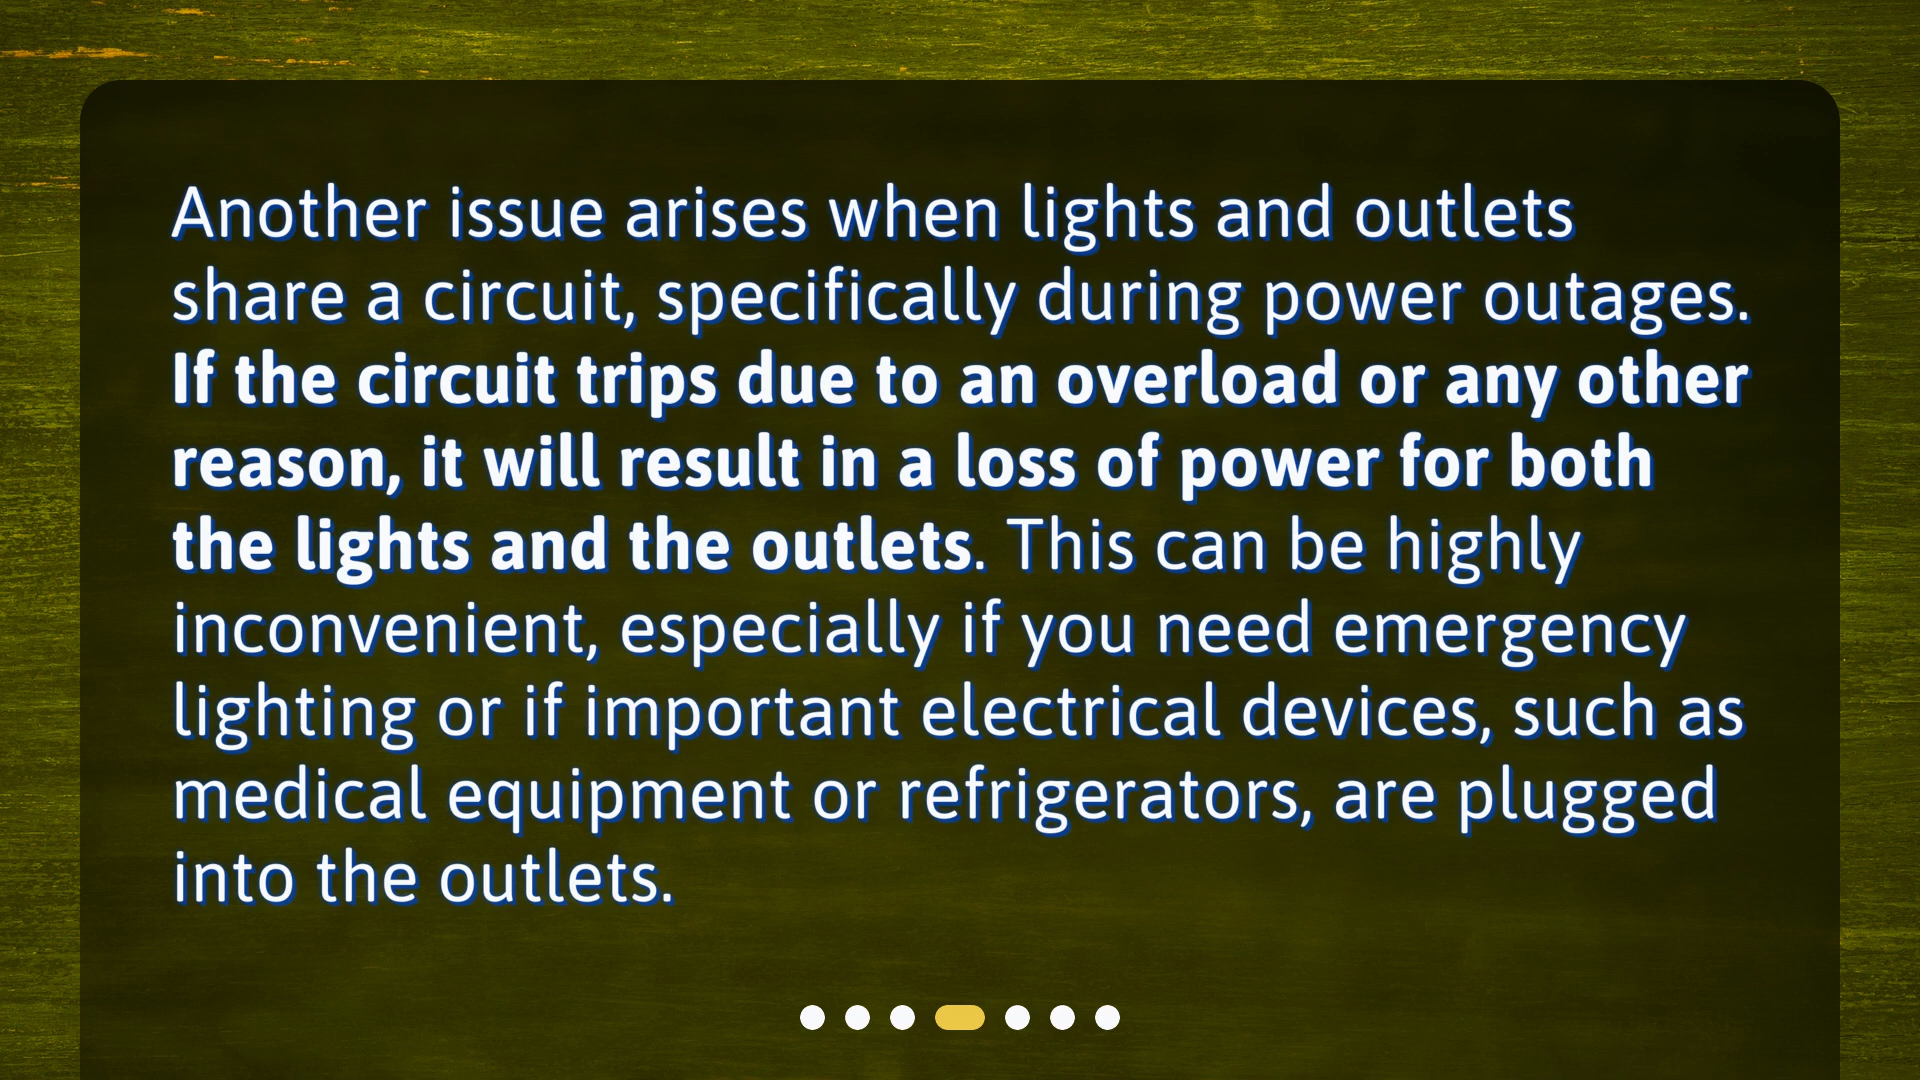 Another issue arises when lights and outlets
share a circuit, specifically during power outages.
If the circuit trips due to an overload or any other
reason, it will result in a loss of power for both
the lights and the outlets. This can be highly
inconvenient, especially if you need emergency
lighting or if important electrical devices, such as
medical equipment or refrigerators, are plugged
into the outlets.